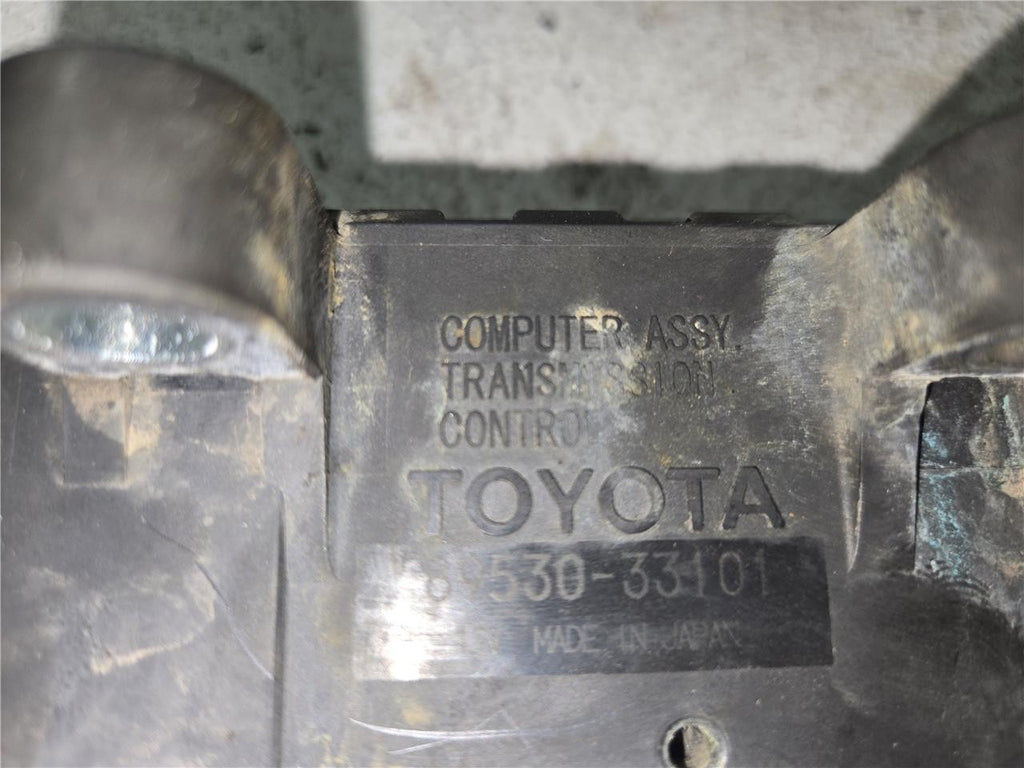 COMPUTER ASSY,
TRANSMISSION
CONTROL
TOYOTA
89530-33101
MADE IN JAPAN